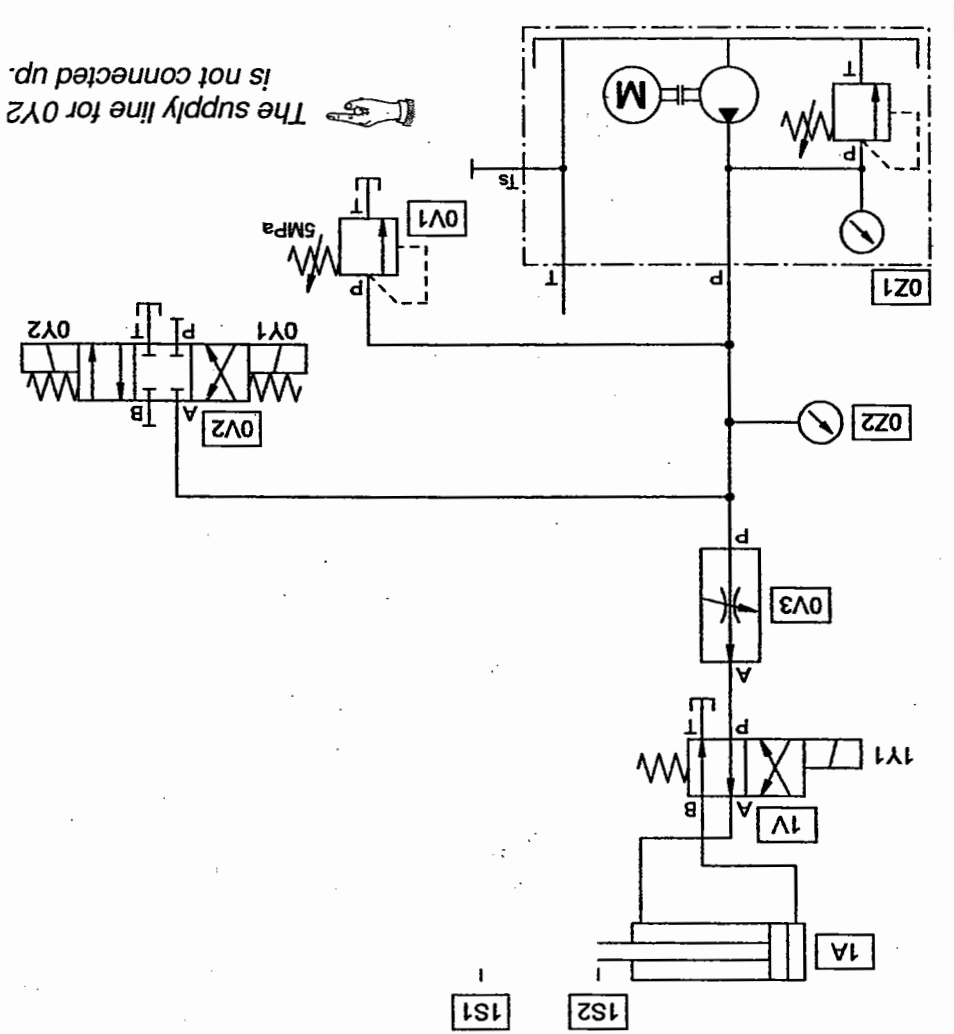 1S2 1S1
1A
1V
A B
1Y1
P T
A
0V3
P
0Z2
0V2
A B
0Y1 0Y2
P T
0Z1
P T
P
5MPa
0V1
T
Ts
P
T
M
The supply line for 0Y2
is not connected up.